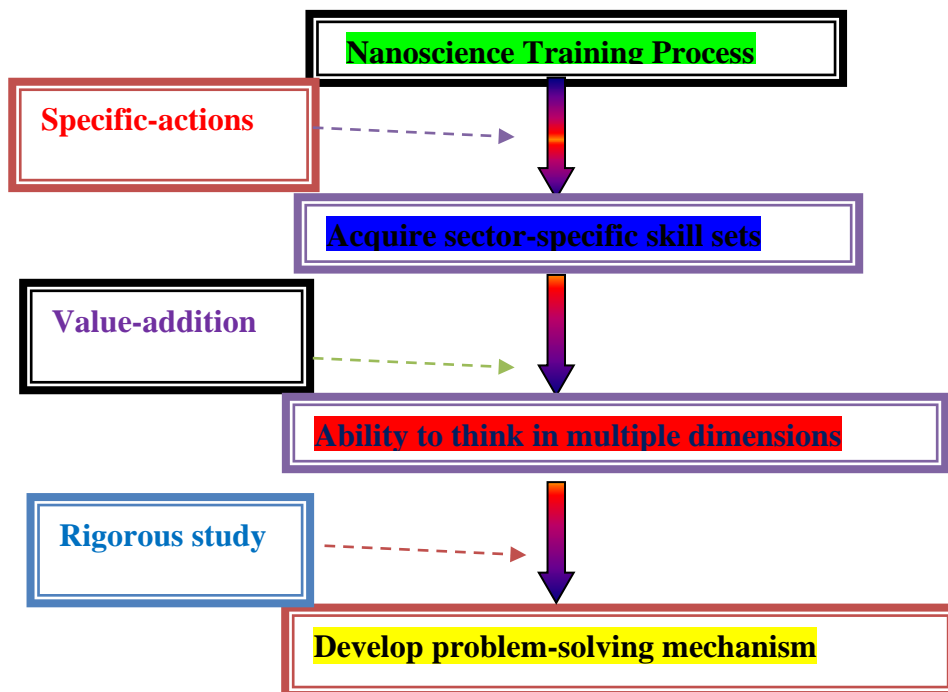 Nanoscience Training Process
Specific-actions
Acquire sector-specific skill sets
Value-addition
Ability to think in multiple dimensions
Rigorous study
Develop problem-solving mechanism